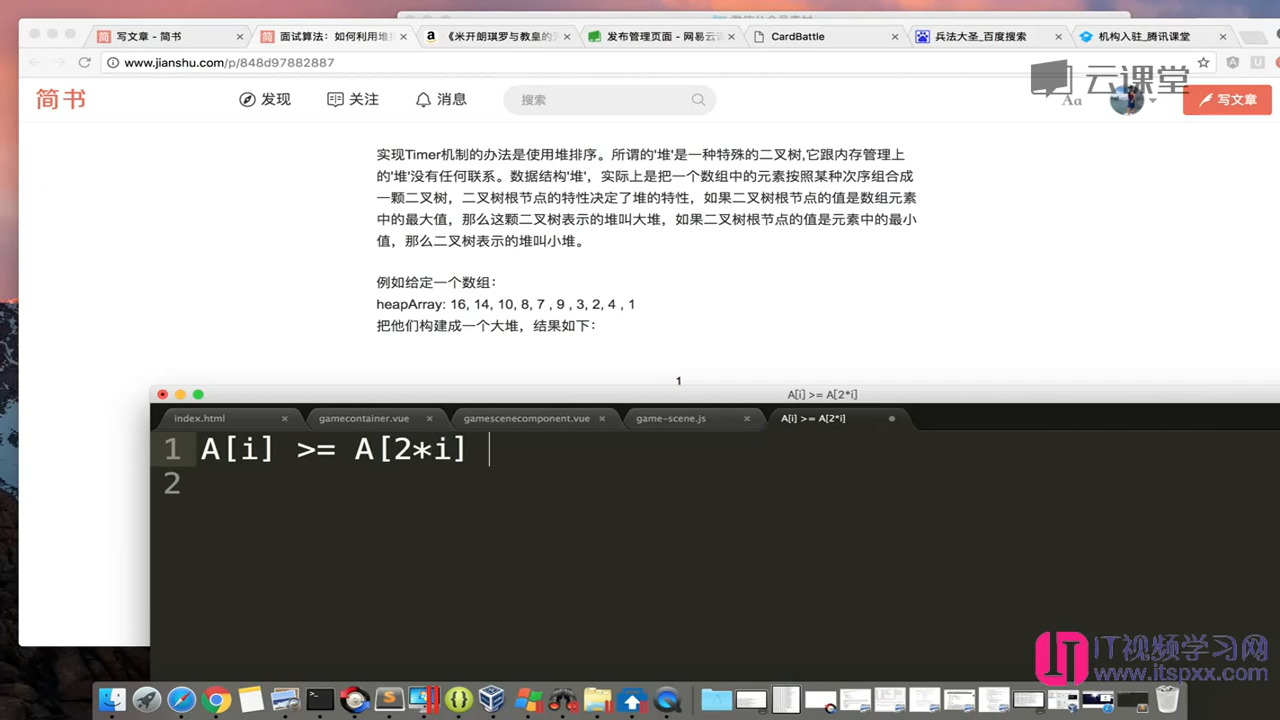 写文章 - 简书
面试算法：如何利用堆排
《米开朗琪罗与教皇的
发布管理页面 - 网易云课
CardBattle
兵法大圣_百度搜索
机构入驻_腾讯课堂
www.jianshu.com/p/848d97882887
云课堂
简书
发现
关注
消息
搜索
Aa
写文章
实现Timer机制的办法是使用堆排序。所谓的'堆'是一种特殊的二叉树,它跟内存管理上
的'堆'没有任何联系。数据结构'堆'，实际上是把一个数组中的元素按照某种次序组合成
一颗二叉树，二叉树根节点的特性决定了堆的特性，如果二叉树根节点的值是数组元素
中的最大值，那么这颗二叉树表示的堆叫大堆，如果二叉树根节点的值是元素中的最小
值，那么二叉树表示的堆叫小堆。
例如给定一个数组：
heapArray: 16, 14, 10, 8, 7 , 9 , 3, 2, 4 , 1
把他们构建成一个大堆，结果如下：
1
A[i] >= A[2*i]
index.html
gamecontainer.vue
gamescenecomponent.vue
game-scene.js
A[i] >= A[2*i]
1 A[i] >= A[2*i]
2
IT视频学习网
www.itspxx.com